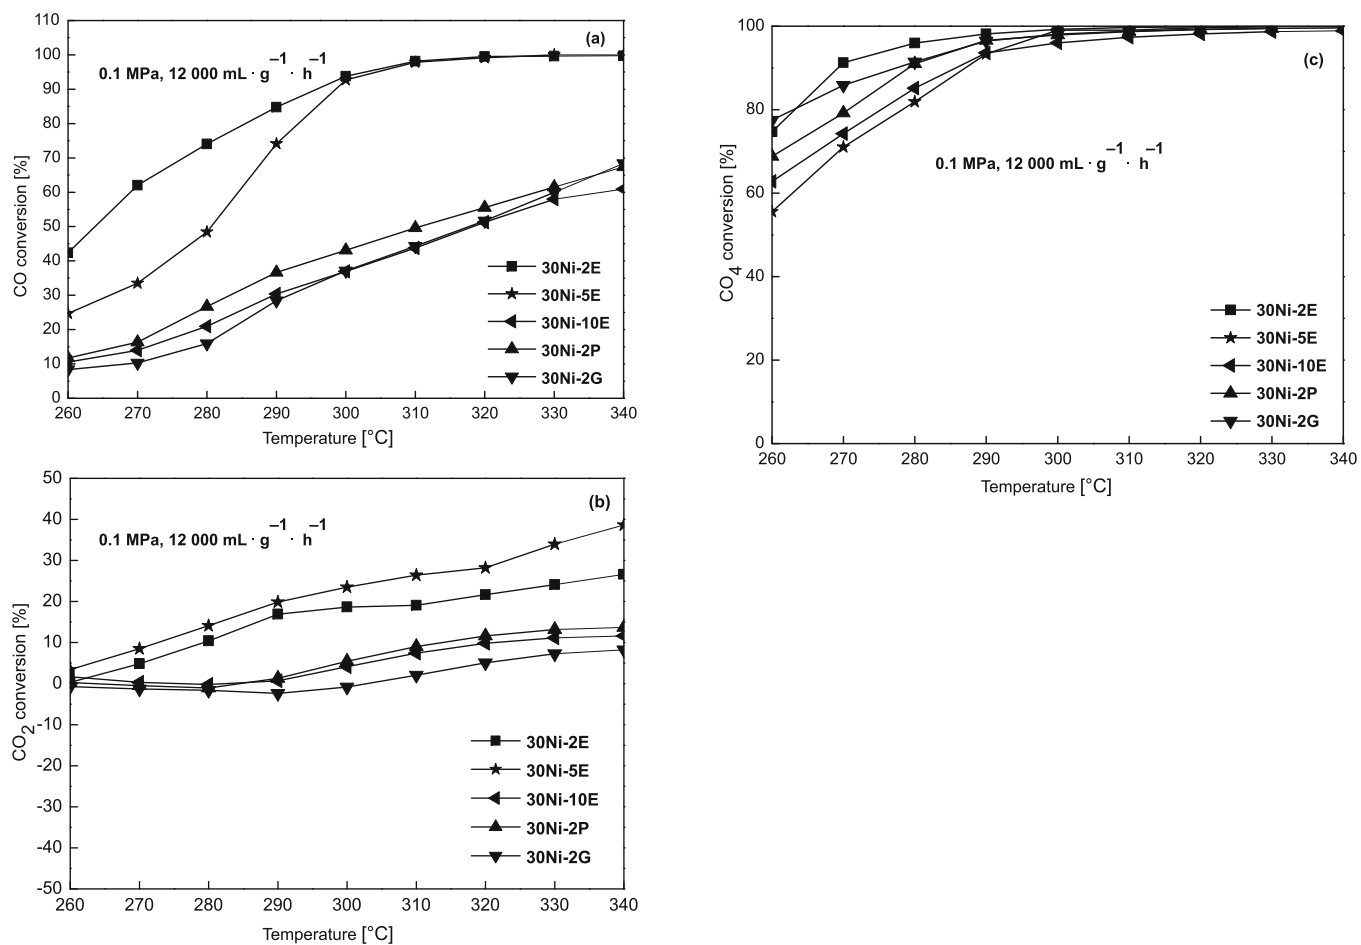 (a)
0.1 MPa, 12 000 mL · g⁻¹ · h⁻¹
CO conversion [%]
110
100
90
80
70
60
50
40
30
20
10
0
30Ni-2E
30Ni-5E
30Ni-10E
30Ni-2P
30Ni-2G
260 270 280 290 300 310 320 330 340
Temperature [°C]
(b)
0.1 MPa, 12 000 mL · g⁻¹ · h⁻¹
CO₂ conversion [%]
50
40
30
20
10
0
-10
-20
-30
-40
-50
30Ni-2E
30Ni-5E
30Ni-10E
30Ni-2P
30Ni-2G
260 270 280 290 300 310 320 330 340
Temperature [°C]
(c)
0.1 MPa, 12 000 mL · g⁻¹ · h⁻¹
CO₄ conversion [%]
100
80
60
40
20
0
30Ni-2E
30Ni-5E
30Ni-10E
30Ni-2P
30Ni-2G
260 270 280 290 300 310 320 330 340
Temperature [°C]